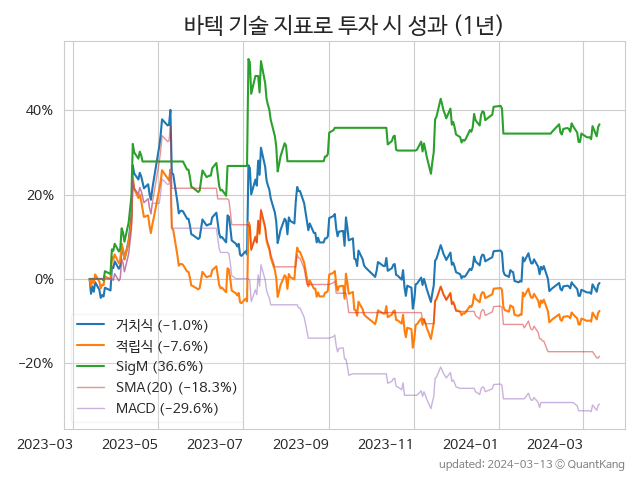 바텍 기술 지표로 투자 시 성과 (1년)
40%
20%
0%
−20%
거치식 (−1.0%)
적립식 (−7.6%)
SigM (36.6%)
SMA(20) (−18.3%)
MACD (−29.6%)
2023−03 2023−05 2023−07 2023−09 2023−11 2024−01 2024−03
updated: 2024−03−13 ⓒ QuantKang